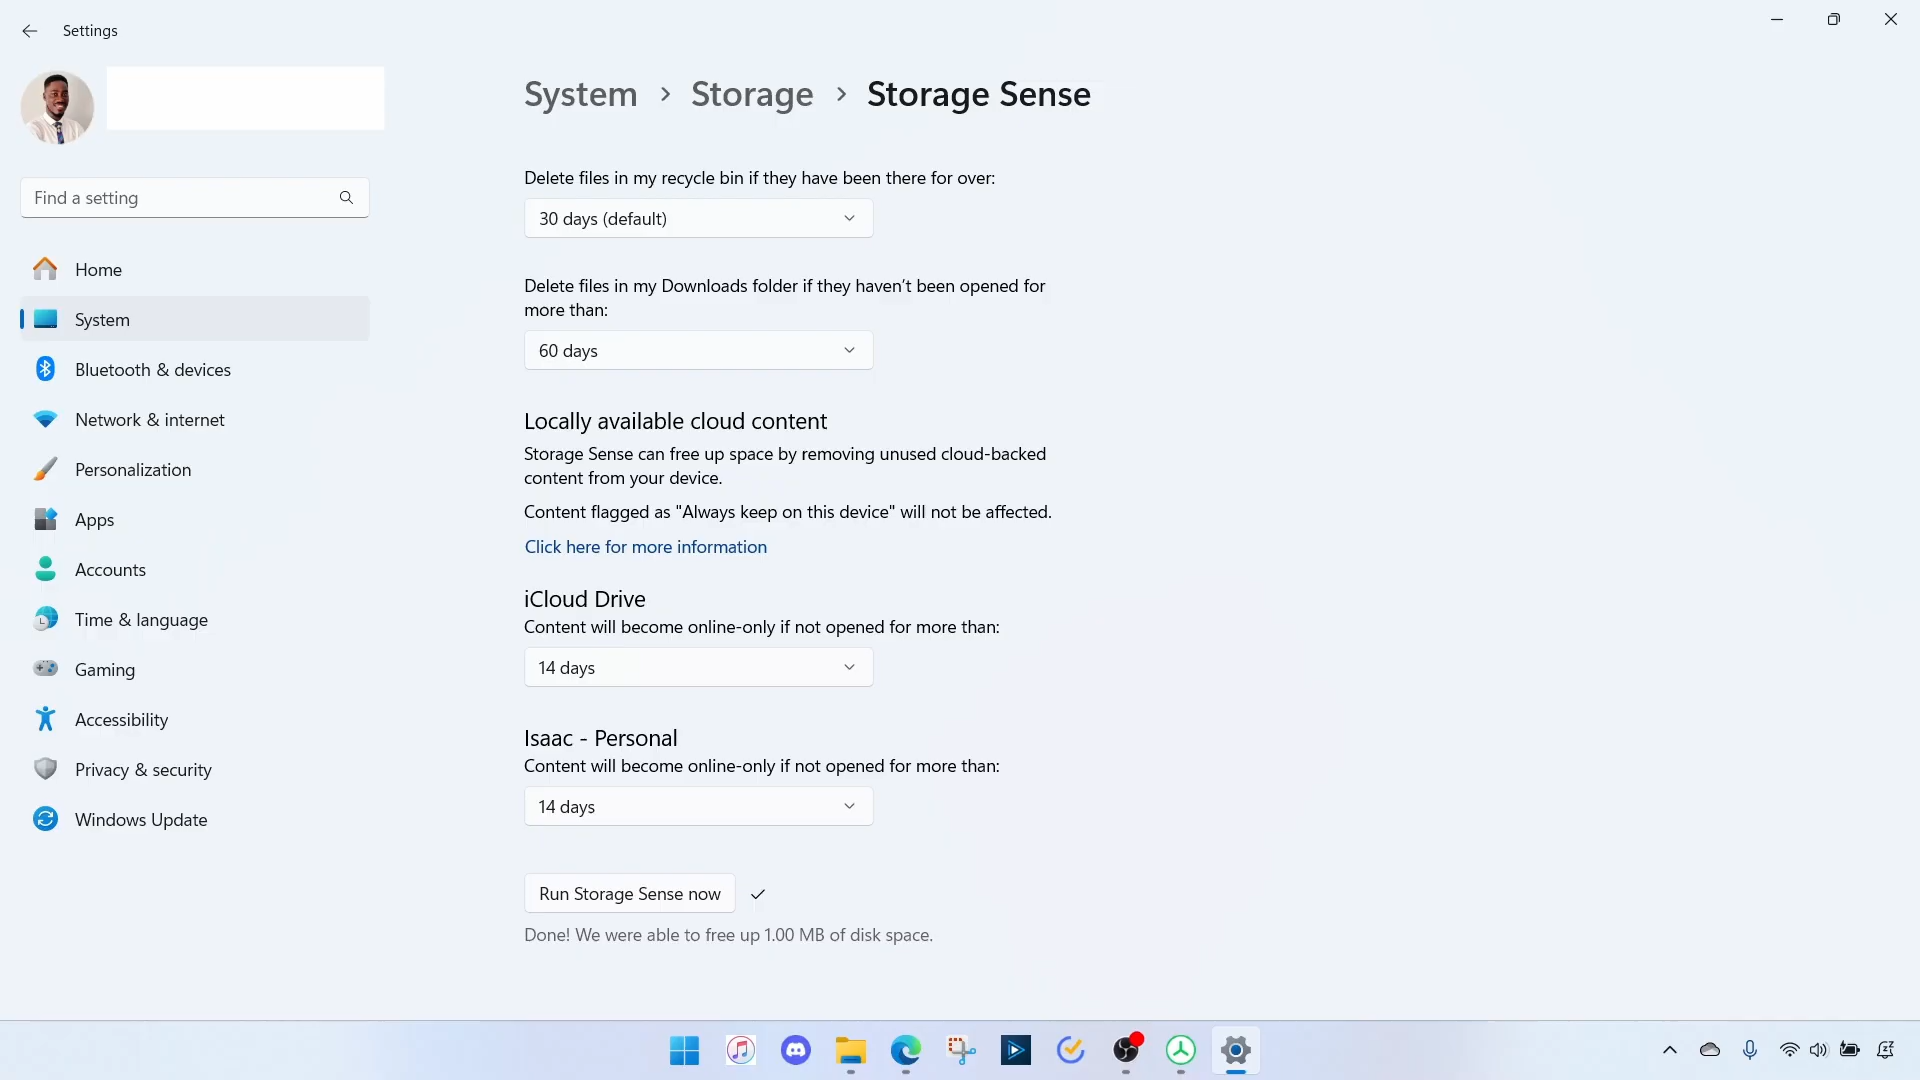 Settings
System > Storage > Storage Sense
Find a setting
Home
System
Bluetooth & devices
Network & internet
Personalization
Apps
Accounts
Time & language
Gaming
Accessibility
Privacy & security
Windows Update
Delete files in my recycle bin if they have been there for over:
30 days (default)
Delete files in my Downloads folder if they haven’t been opened for
more than:
60 days
Locally available cloud content
Storage Sense can free up space by removing unused cloud-backed
content from your device.
Content flagged as "Always keep on this device" will not be affected.
Click here for more information
iCloud Drive
Content will become online-only if not opened for more than:
14 days
Isaac - Personal
Content will become online-only if not opened for more than:
14 days
Run Storage Sense now
Done! We were able to free up 1.00 MB of disk space.